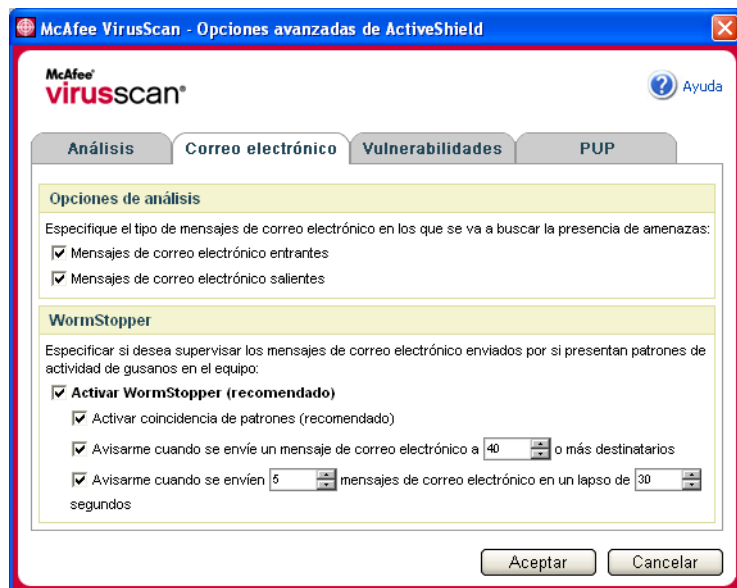 McAfee VirusScan - Opciones avanzadas de ActiveShield
McAfee®
virusscan®
Ayuda
Análisis
Correo electrónico
Vulnerabilidades
PUP
Opciones de análisis
Especifique el tipo de mensajes de correo electrónico en los que se va a buscar la presencia de amenazas:
Mensajes de correo electrónico entrantes
Mensajes de correo electrónico salientes
WormStopper
Especificar si desea supervisar los mensajes de correo electrónico enviados por si presentan patrones de
actividad de gusanos en el equipo:
Activar WormStopper (recomendado)
Activar coincidencia de patrones (recomendado)
Avisarme cuando se envíe un mensaje de correo electrónico a 40 o más destinatarios
Avisarme cuando se envíen 5 mensajes de correo electrónico en un lapso de 30
segundos
Aceptar
Cancelar